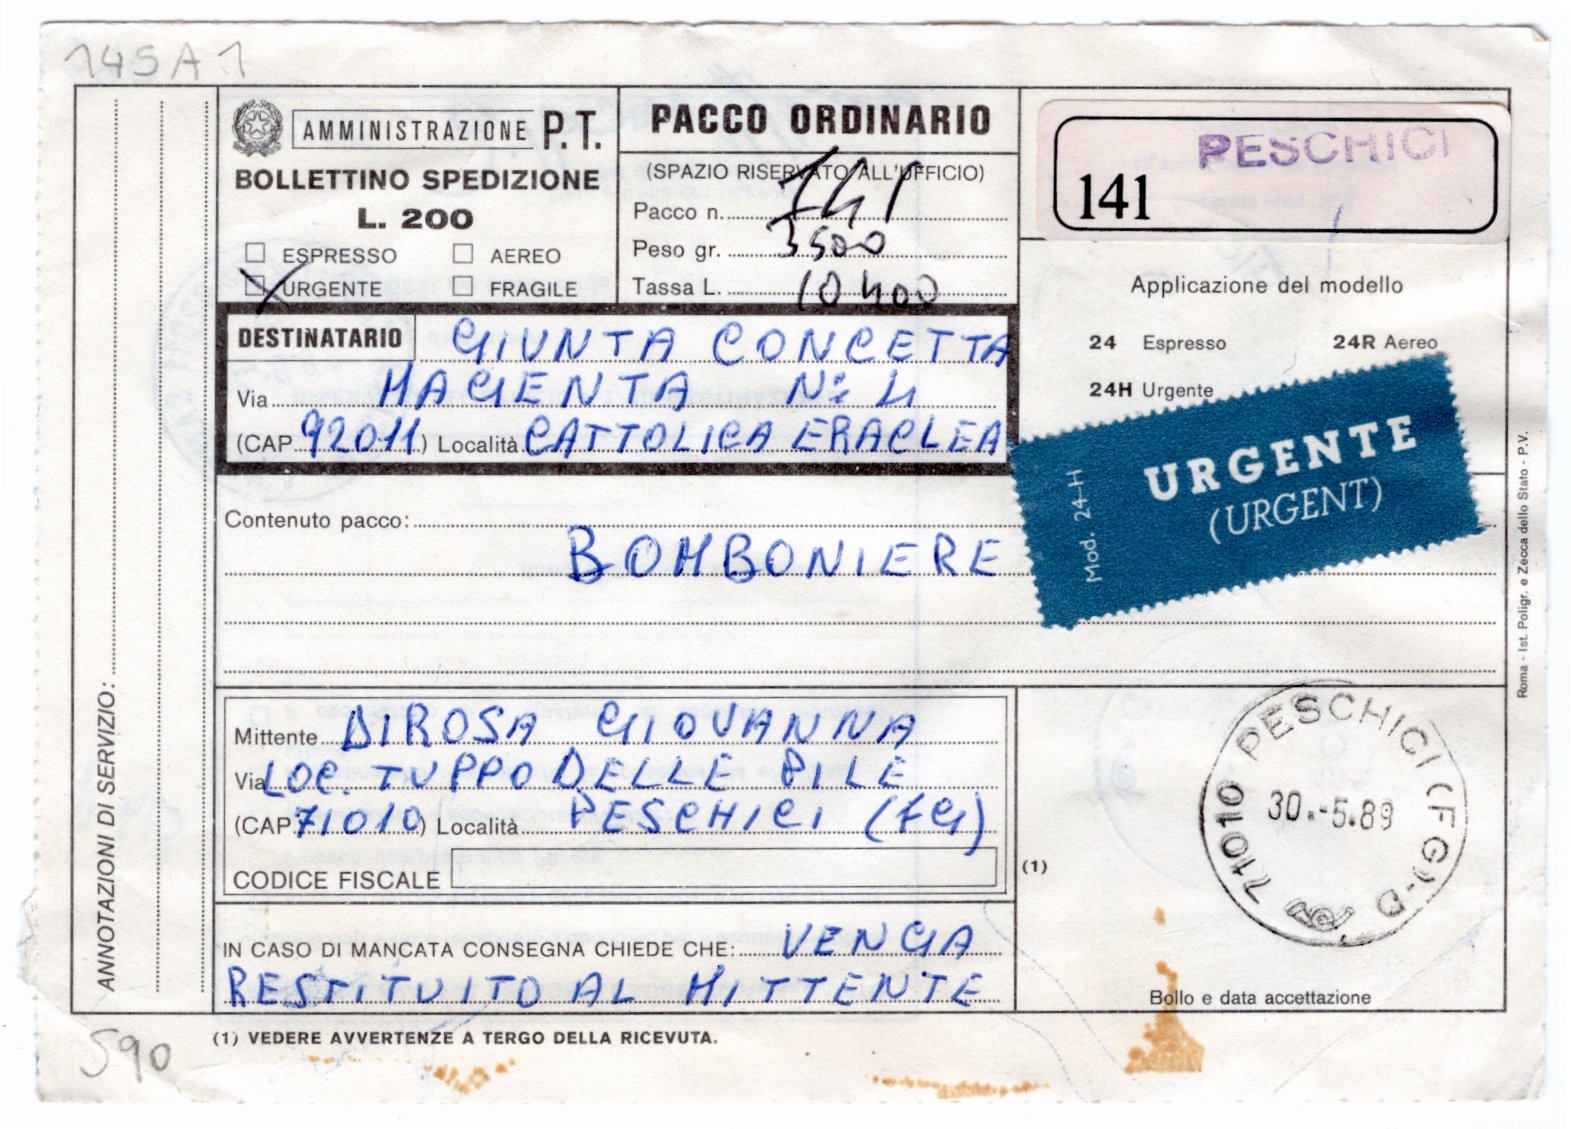 145A1
AMMINISTRAZIONE P.T.
BOLLETTINO SPEDIZIONE
L. 200
ESPRESSO AEREO
URGENTE FRAGILE
PACCO ORDINARIO
(SPAZIO RISERVATO ALL'UFFICIO)
Pacco n. 141
Peso gr. 3500
Tassa L. 10400
PESCHICI
141
Applicazione del modello
24 Espresso 24R Aereo
24H Urgente
Mod. 24-H
URGENTE
(URGENT)
DESTINATARIO GIUNTA CONCETTA
Via MAGENTA N: 4
(CAP 92011) Località CATTOLICA ERACLEA
Contenuto pacco:
BOMBONIERE
Mittente DIROSA GIOVANNA
Via LOC. TUPPO DELLE PILE
(CAP 71010) Località PESCHICI (FG)
CODICE FISCALE
(1)
IN CASO DI MANCATA CONSEGNA CHIEDE CHE: VENGA
RESTITUITO AL MITTENTE
71010 PESCHICI (FG)-D
30.-5.89
Bollo e data accettazione
(1) VEDERE AVVERTENZE A TERGO DELLA RICEVUTA.
ANNOTAZIONI DI SERVIZIO:
Roma - Ist. Poligr. e Zecca dello Stato - P.V.
590